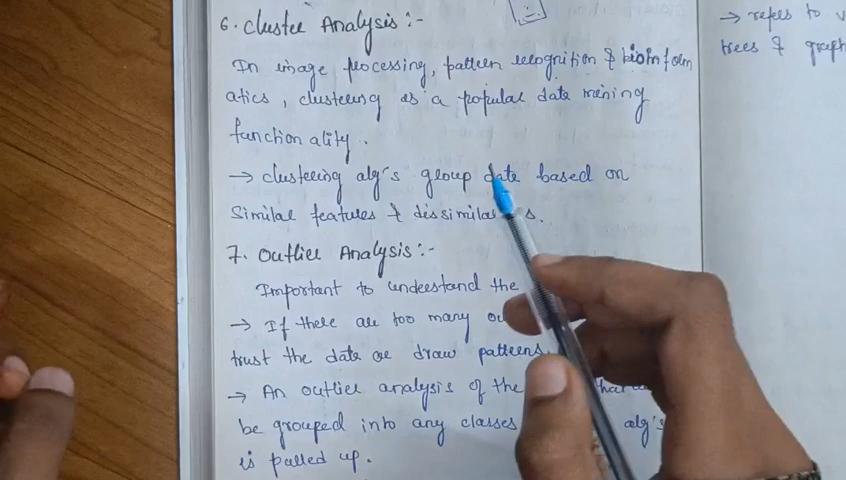 6. Cluster Analysis :-
In image processing, pattern recognition & bioinform
atics, clustering is a popular data mining
functionality.
→ clustering alg's group data based on
similar features & dissimila s.
7. Outlier Analysis :-
Important to understand the
→ If there are too many ou
trust the data or draw patterns.
→ An outlier analysis of the
be grouped into any classes alg's
is pulled up.
→ refers to
trees & graph